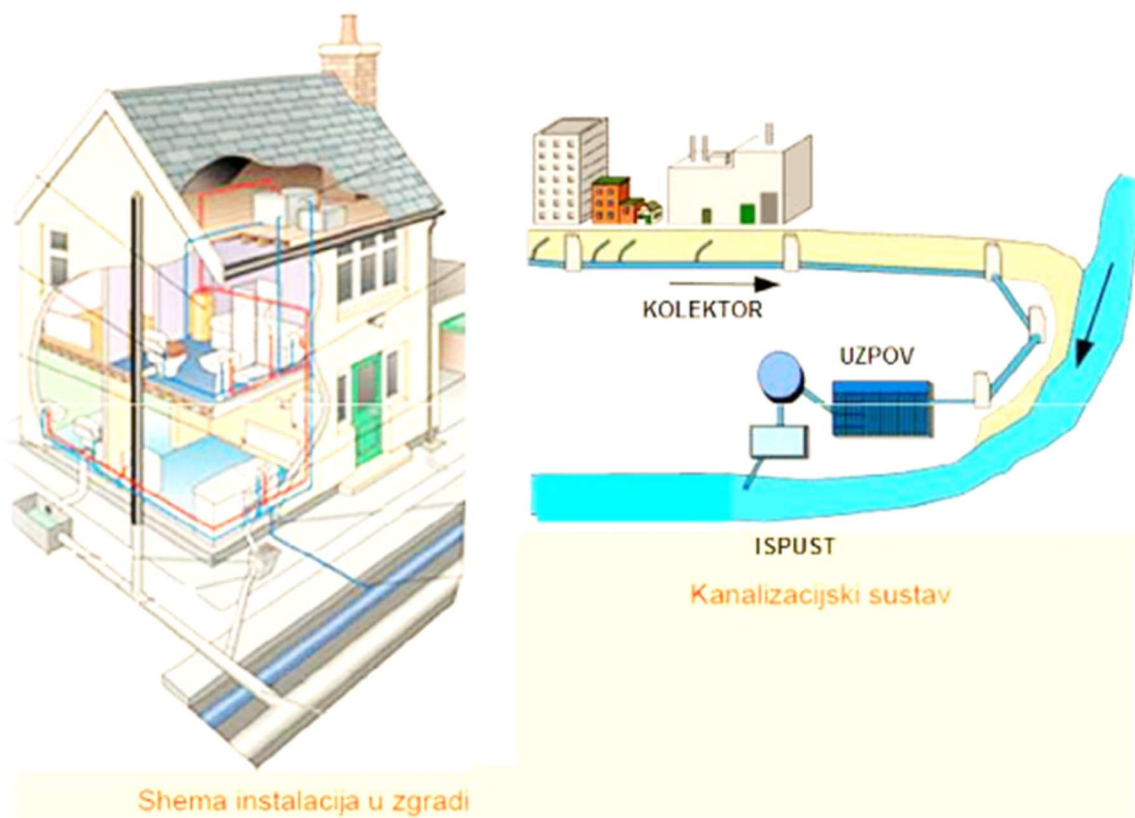 KOLEKTOR
UZPOV
ISPUST
Kanalizacijski sustav
Shema instalacija u zgradi